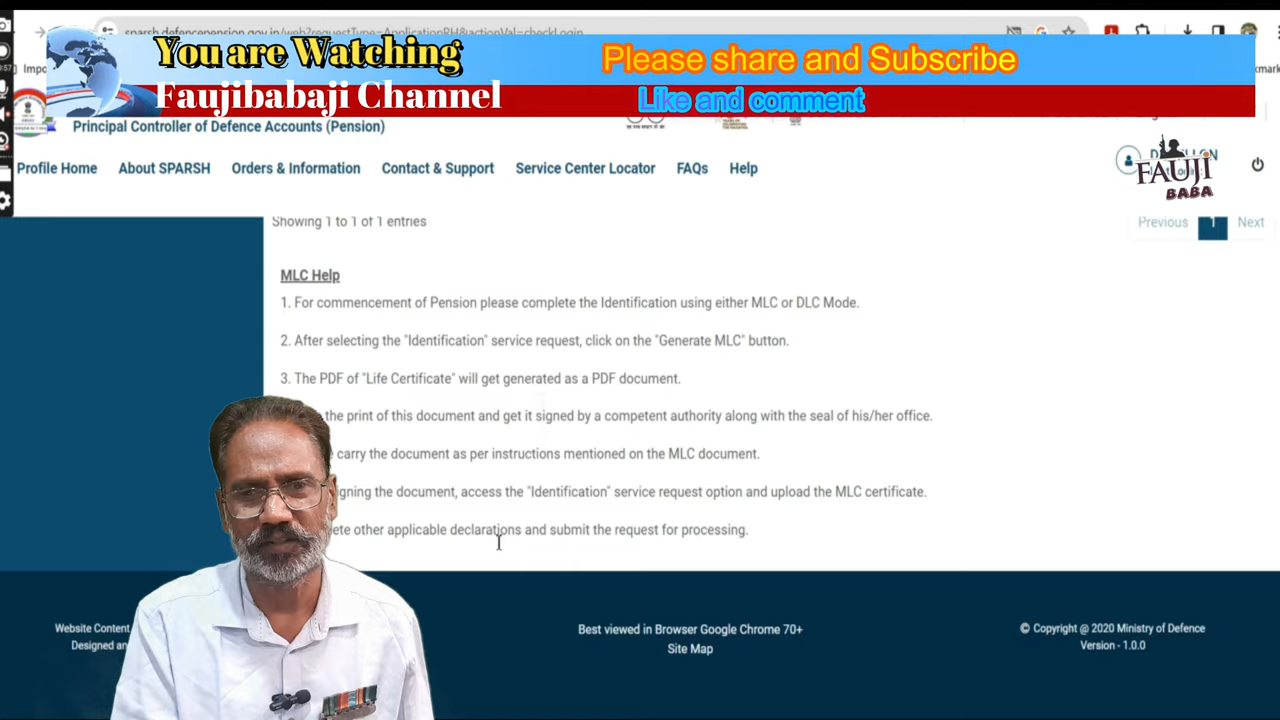 You are Watching
Please share and Subscribe
Faujibabaji Channel
Like and comment
Principal Controller of Defence Accounts (Pension)
Profile Home About SPARSH Orders & Information Contact & Support Service Center Locator FAQs Help
FAUJI
BABA
Showing 1 to 1 of 1 entries
Previous 1 Next
MLC Help
1. For commencement of Pension please complete the Identification using either MLC or DLC Mode.
2. After selecting the "Identification" service request, click on the "Generate MLC" button.
3. The PDF of "Life Certificate" will get generated as a PDF document.
the print of this document and get it signed by a competent authority along with the seal of his/her office.
carry the document as per instructions mentioned on the MLC document.
the document, access the "Identification" service request option and upload the MLC certificate.
other applicable declarations and submit the request for processing.
Website Content
Best viewed in Browser Google Chrome 70+
© Copyright @ 2020 Ministry of Defence
Designed
Site Map
Version - 1.0.0